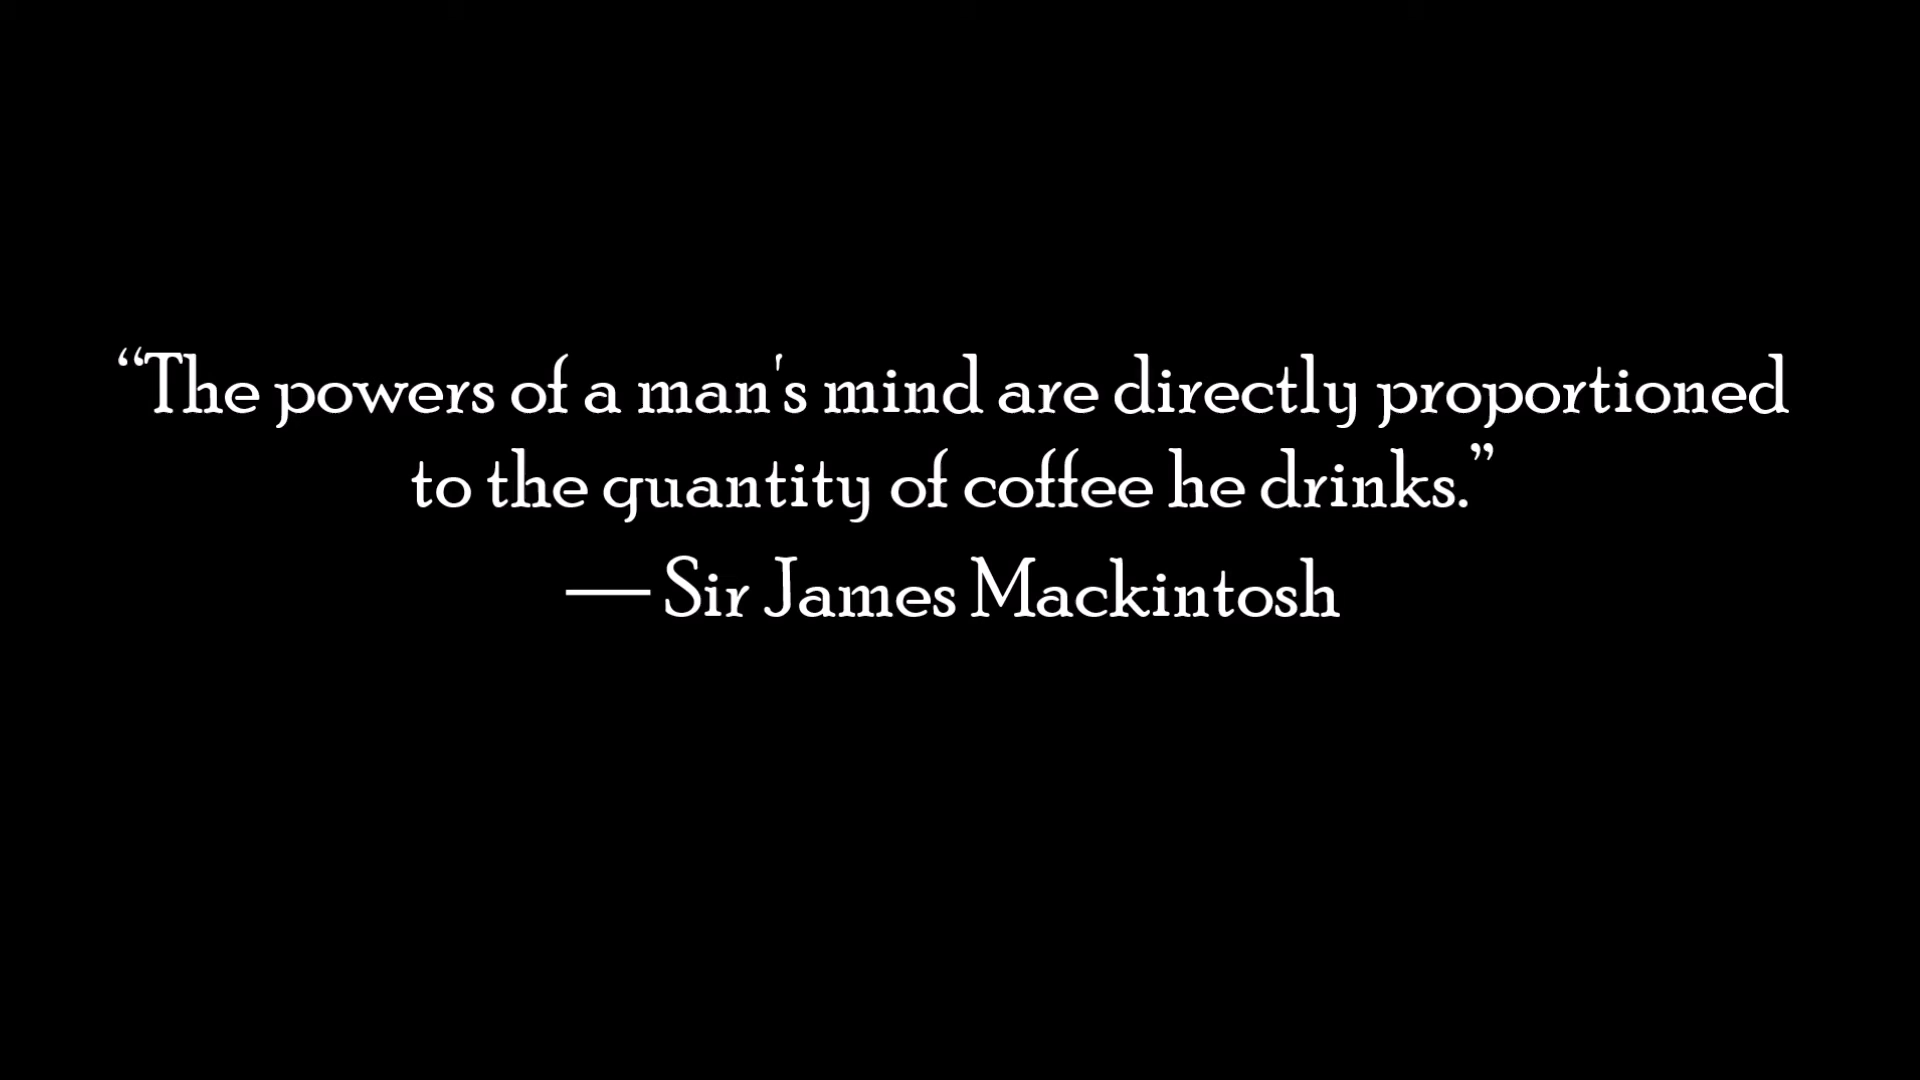 “The powers of a man's mind are directly proportioned
to the quantity of coffee he drinks.”
— Sir James Mackintosh